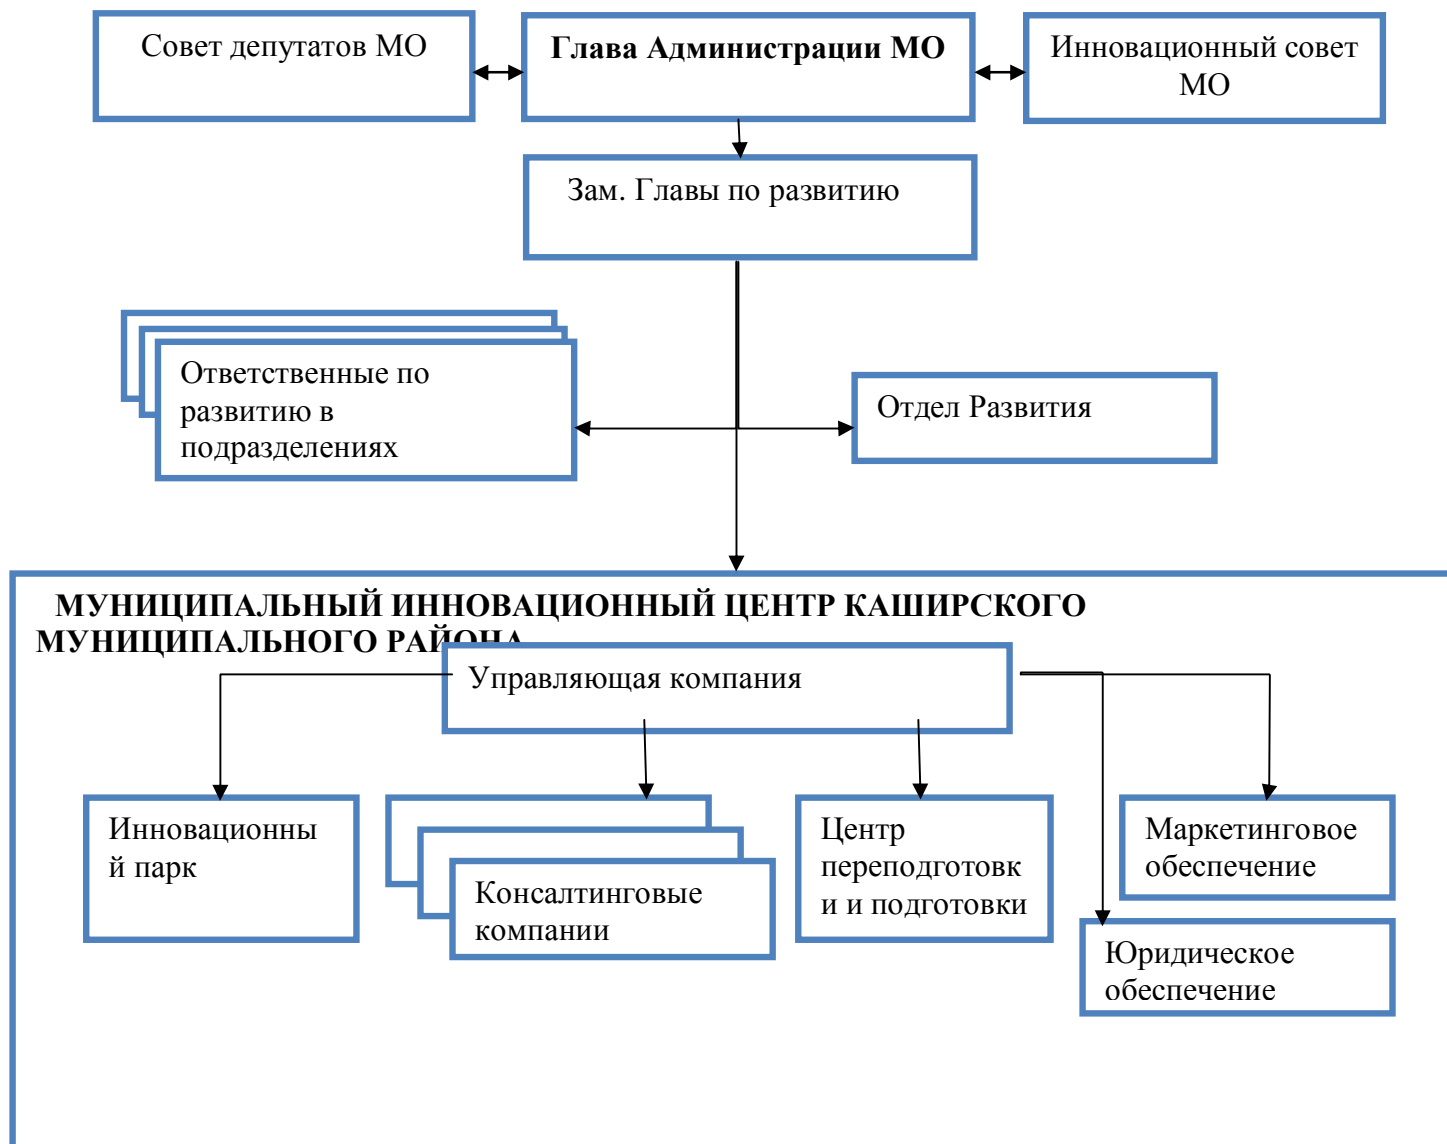 Совет депутатов МО
Глава Администрации МО
Инновационный совет
МО
Зам. Главы по развитию
Ответственные по
развитию в
подразделениях
Отдел Развития
МУНИЦИПАЛЬНЫЙ ИННОВАЦИОННЫЙ ЦЕНТР КАШИРСКОГО
МУНИЦИПАЛЬНОГО РАЙОНА
Управляющая компания
Инновационны
й парк
Консалтинговые
компании
Центр
переподготовк
и и подготовки
Маркетинговое
обеспечение
Юридическое
обеспечение